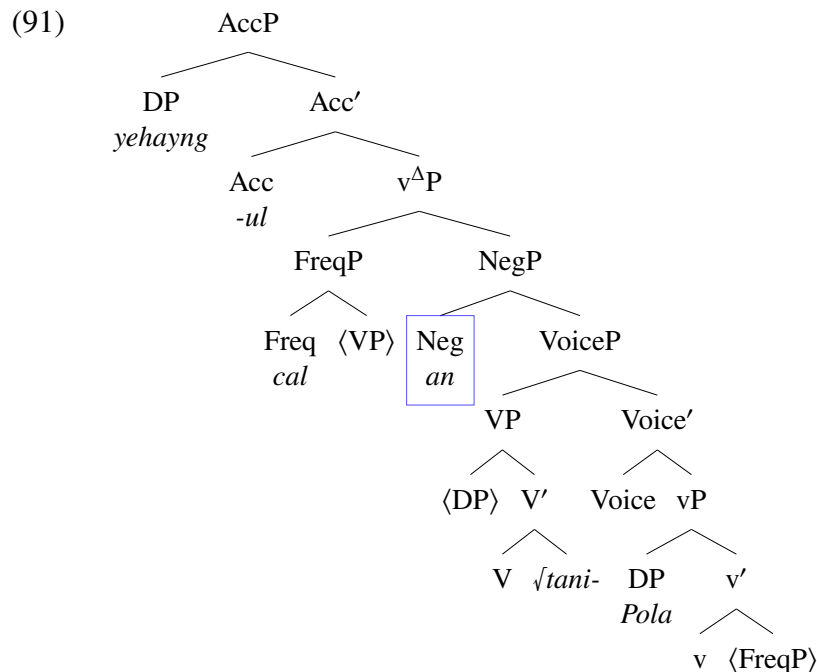 (91) AccP
DP Acc′
yehayng
Acc v^ΔP
-ul
FreqP NegP
Freq ⟨VP⟩ Neg VoiceP
cal an
VP Voice′
⟨DP⟩ V′ Voice vP
V √tani- DP v′
Pola
v ⟨FreqP⟩